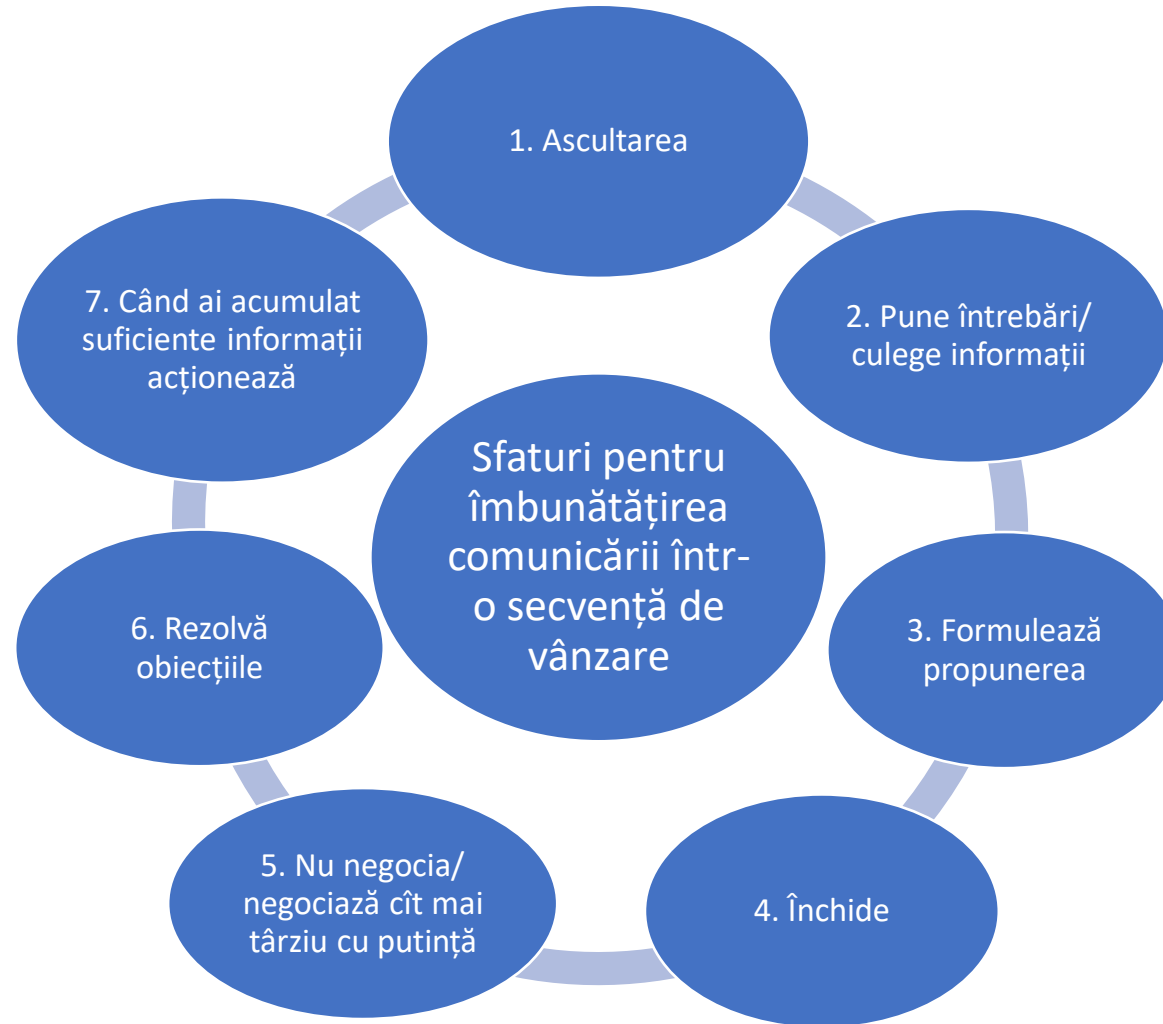 1. Ascultarea
2. Pune întrebări/
culege informații
3. Formulează
propunerea
4. Închide
5. Nu negocia/
negociază cît mai
târziu cu putință
6. Rezolvă
obiecțiile
7. Când ai acumulat
suficiente informații
acționează
Sfaturi pentru
îmbunătățirea
comunicării într-
o secvență de
vânzare